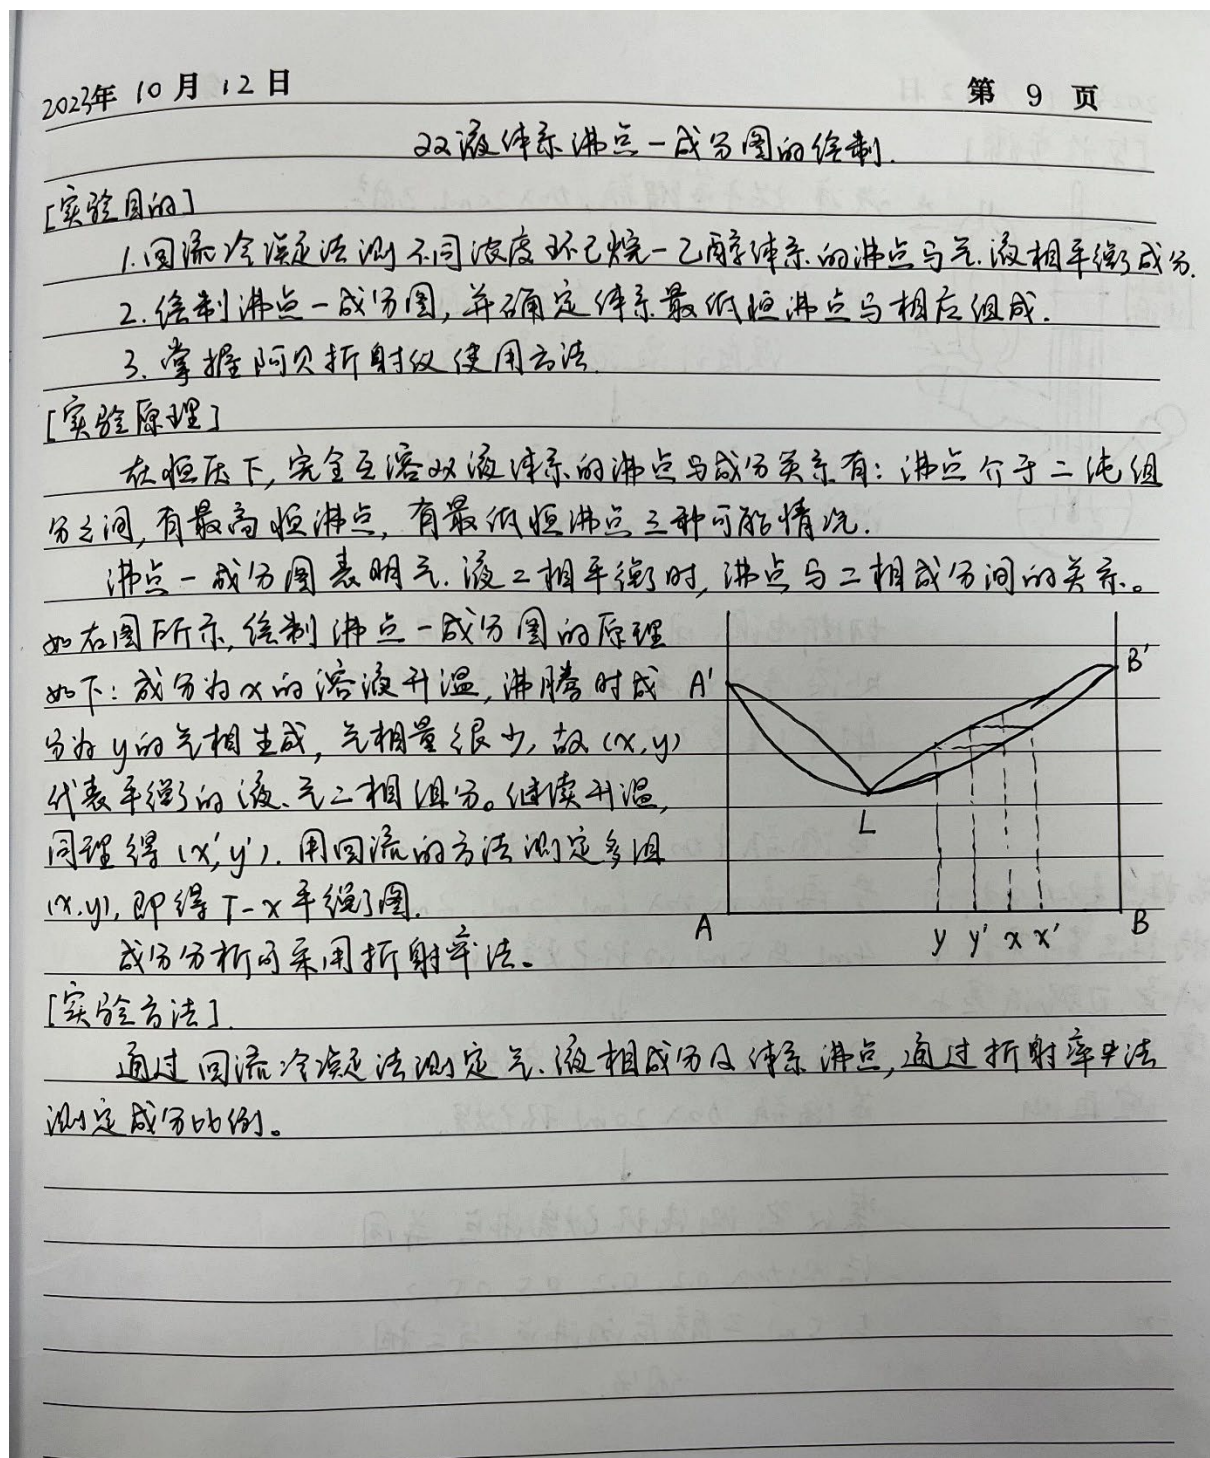 2023年 10月 12日
第 9 页
双液体系沸点-成分图的绘制.
[实验目的]
1.回流冷凝法测不同浓度环己烷-乙醇体系的沸点与气.液相平衡成分.
2.绘制沸点-成分图,并确定体系最低恒沸点与相应组成.
3.掌握阿贝折射仪使用方法.
[实验原理]
在恒压下,完全互溶双液体系的沸点与成分关系有:沸点介于二纯组
分之间,有最高恒沸点,有最低恒沸点三种可能情况.
沸点-成分图表明气.液二相平衡时,沸点与二相成分间的关系。
如右图所示,绘制沸点-成分图的原理
如下:成分为x的溶液升温,沸腾时成
分为y的气相生成,气相量很少,故(x,y)
代表平衡的液、气二相组分。继续升温,
同理得(x',y').用回流的方法测定多组
(x.y),即得T-x平衡图.
成分分析可采用折射率法。
A'
B'
L
A
y y' x x'
B
[实验方法].
通过回流冷凝法测定气.液相成分及体系沸点,通过折射率法
测定成分比例。